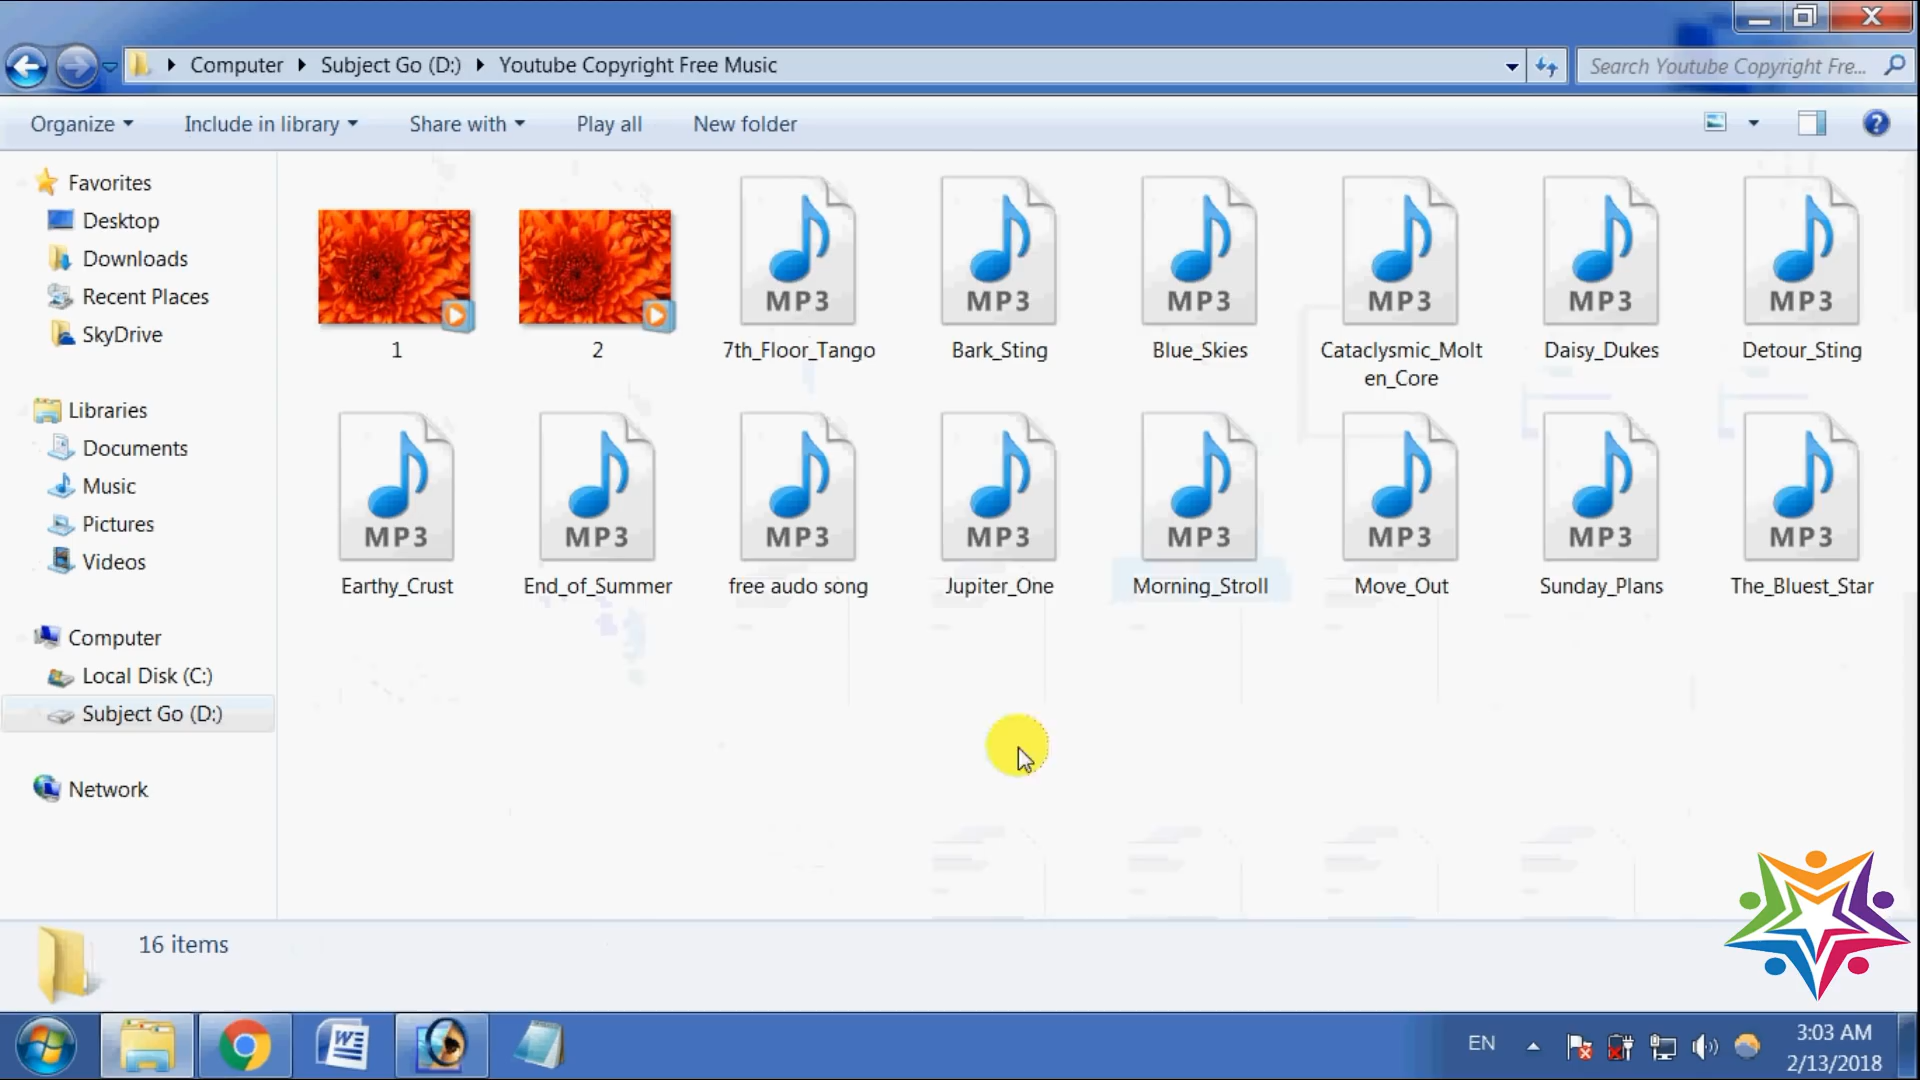 Computer Subject Go (D:) Youtube Copyright Free Music
Search Youtube Copyright Fre...
Organize Include in library Share with Play all New folder
Favorites
Desktop
Downloads
Recent Places
SkyDrive
Libraries
Documents
Music
Pictures
Videos
Computer
Local Disk (C:)
Subject Go (D:)
Network
MP3 MP3 MP3 MP3 MP3 MP3
1 2 7th_Floor_Tango Bark_Sting Blue_Skies Cataclysmic_Molt Daisy_Dukes Detour_Sting
en_Core
MP3 MP3 MP3 MP3 MP3 MP3 MP3 MP3
Earthy_Crust End_of_Summer free audo song Jupiter_One Morning_Stroll Move_Out Sunday_Plans The_Bluest_Star
16 items
W
EN
3:03 AM
2/13/2018